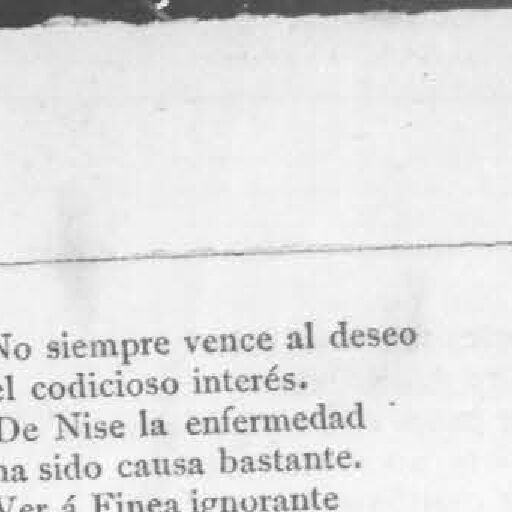 No siempre vence al deseo
el codicioso interés.
De Nise la enfermedad
ha sido causa bastante.
Ver á Finea ignorante